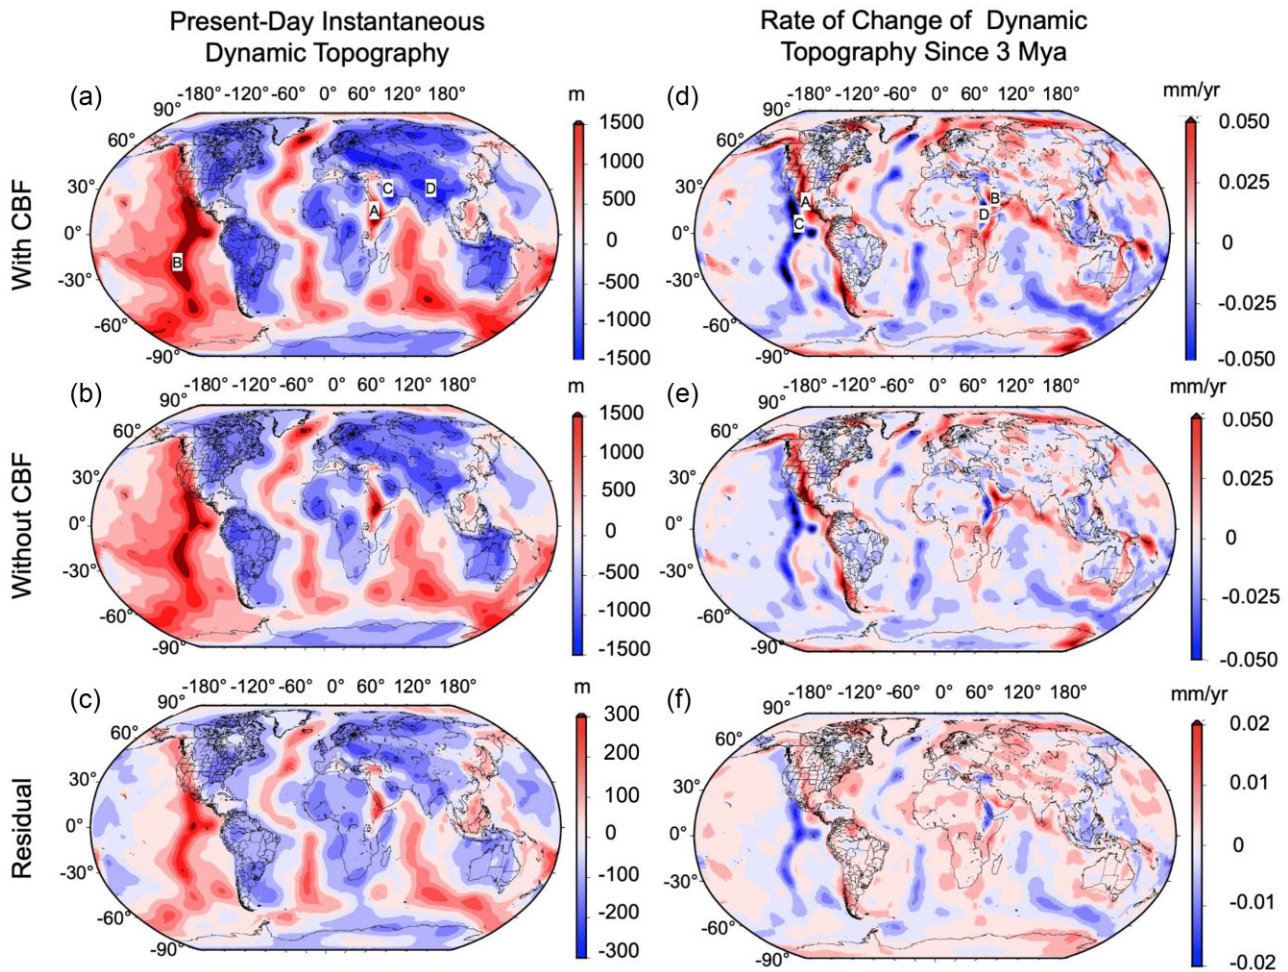 Present-Day Instantaneous
Dynamic Topography
Rate of Change of Dynamic
Topography Since 3 Mya
With CBF
(a)
-180° -120° -60° 0° 60° 120° 180°
90°
60°
30°
0°
-30°
-60°
-90°
A
B
C
D
m
1500
1000
500
0
-500
-1000
-1500
(d)
-180° -120° -60° 0° 60° 120° 180°
90°
60°
30°
0°
-30°
-60°
-90°
A
B
C
D
mm/yr
0.050
0.025
0
-0.025
-0.050
Without CBF
(b)
-180° -120° -60° 0° 60° 120° 180°
90°
60°
30°
0°
-30°
-60°
-90°
m
1500
1000
500
0
-500
-1000
-1500
(e)
-180° -120° -60° 0° 60° 120° 180°
90°
60°
30°
0°
-30°
-60°
-90°
mm/yr
0.050
0.025
0
-0.025
-0.050
Residual
(c)
-180° -120° -60° 0° 60° 120° 180°
90°
60°
30°
0°
-30°
-60°
-90°
m
300
200
100
0
-100
-200
-300
(f)
-180° -120° -60° 0° 60° 120° 180°
90°
60°
30°
0°
-30°
-60°
-90°
mm/yr
0.02
0.01
0
-0.01
-0.02